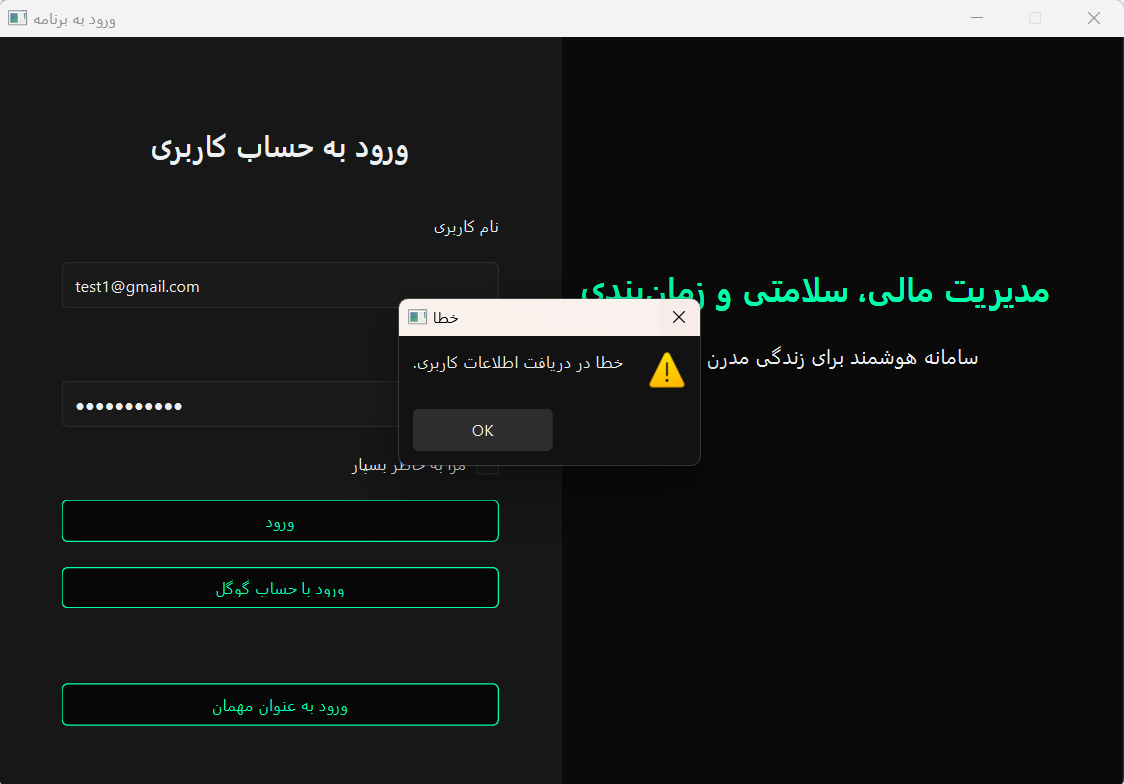 ورود به برنامه
ورود به حساب کاربری
نام کاربری
test1@gmail.com
مرا به خاطر بسپار
ورود
ورود با حساب گوگل
ورود به عنوان مهمان
مدیریت مالی، سلامتی و زمان‌بندی
سامانه هوشمند برای زندگی مدرن
خطا
خطا در دریافت اطلاعات کاربری.
OK